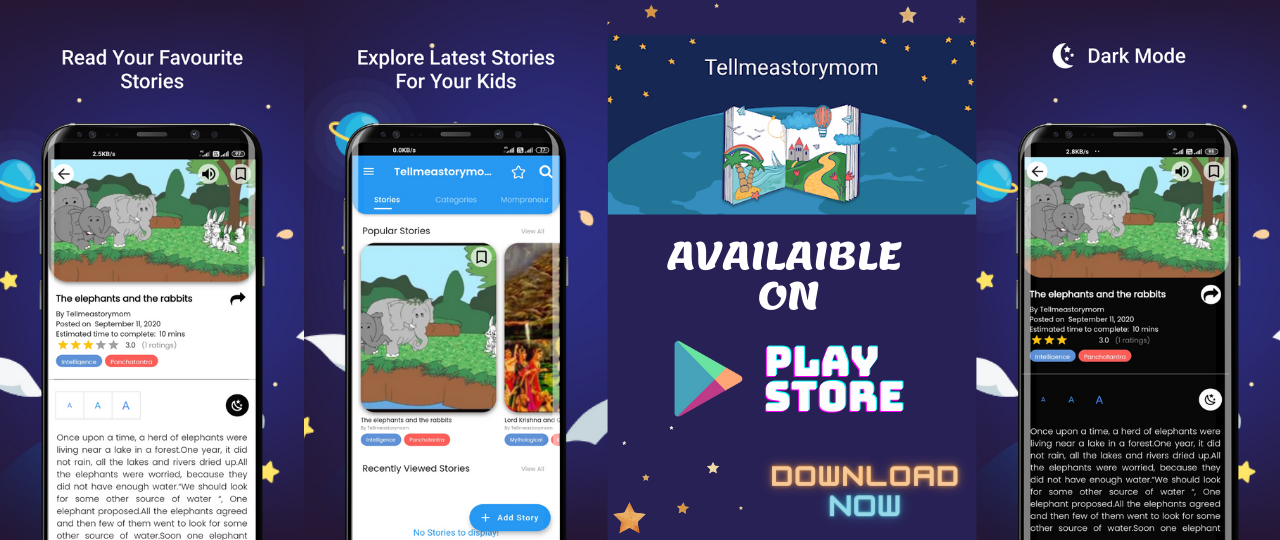 Read Your Favourite
Stories
2.5KB/s
The elephants and the rabbits
By Tellmeastorymom
Posted on September 11, 2020
Estimated time to complete: 10 mins
3.0 (1 ratings)
Intelligence Panchatantra
A A A
Once upon a time, a herd of elephants were
living near a lake in a forest.One year, it did
not rain, all the lakes and rivers dried up.All
the elephants were worried, because they
did not have enough water."We should look
for some other source of water ", One
elephant proposed.All the elephants agreed
and then few of them went to look for some
other source of water.Soon one elephant
Explore Latest Stories
For Your Kids
0.0KB/s
Tellmeastorymo...
Stories Categories Mompreneur
Popular Stories View All
The elephants and the rabbits
By Tellmeastorymom
Intelligence Panchatantra
Lord Krishna and G
By Tellmeastorymom
Mythological
Recently Viewed Stories View All
+ Add Story
No Stories to display!
Tellmeastorymom
AVAILAIBLE
ON
PLAY
STORE
DOWNLOAD
NOW
Dark Mode
2.8KB/s
The elephants and the rabbits
By Tellmeastorymom
Posted on September 11, 2020
Estimated time to complete: 10 mins
3.0 (1 ratings)
Intelligence Panchatantra
A A A
Once upon a time, a herd of elephants were
living near a lake in a forest.One year, it did
not rain, all the lakes and rivers dried up.All
the elephants were worried, because they
did not have enough water."We should look
for some other source of water ", One
elephant proposed.All the elephants agreed
and then few of them went to look for some
other source of water.Soon one elephant